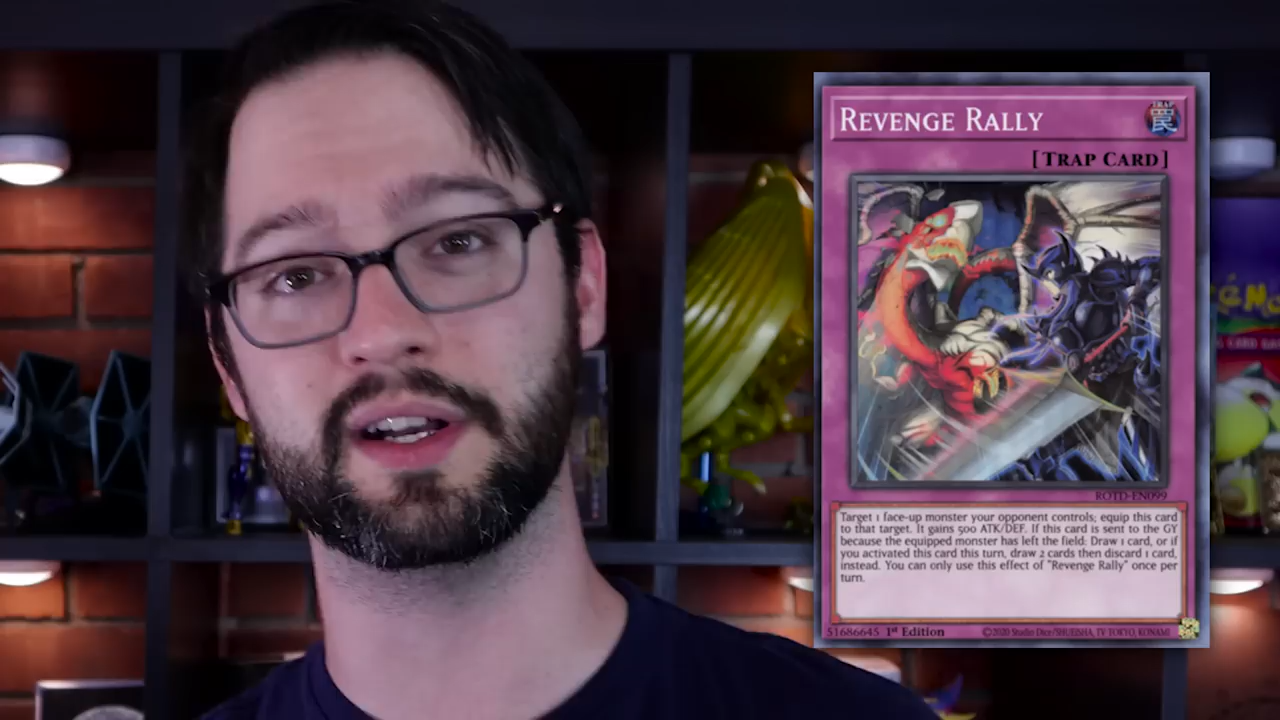 REVENGE RALLY
TRAP
罠
[TRAP CARD]
ROTD-EN099
Target 1 face-up monster your opponent controls; equip this card
to that target. It gains 500 ATK/DEF. If this card is sent to the GY
because the equipped monster has left the field: Draw 1 card, or if
you activated this card this turn, draw 2 cards then discard 1 card,
instead. You can only use this effect of "Revenge Rally" once per
turn.
51686645 1st Edition ©2020 Studio Dice/SHUEISHA, TV TOKYO, KONAMI